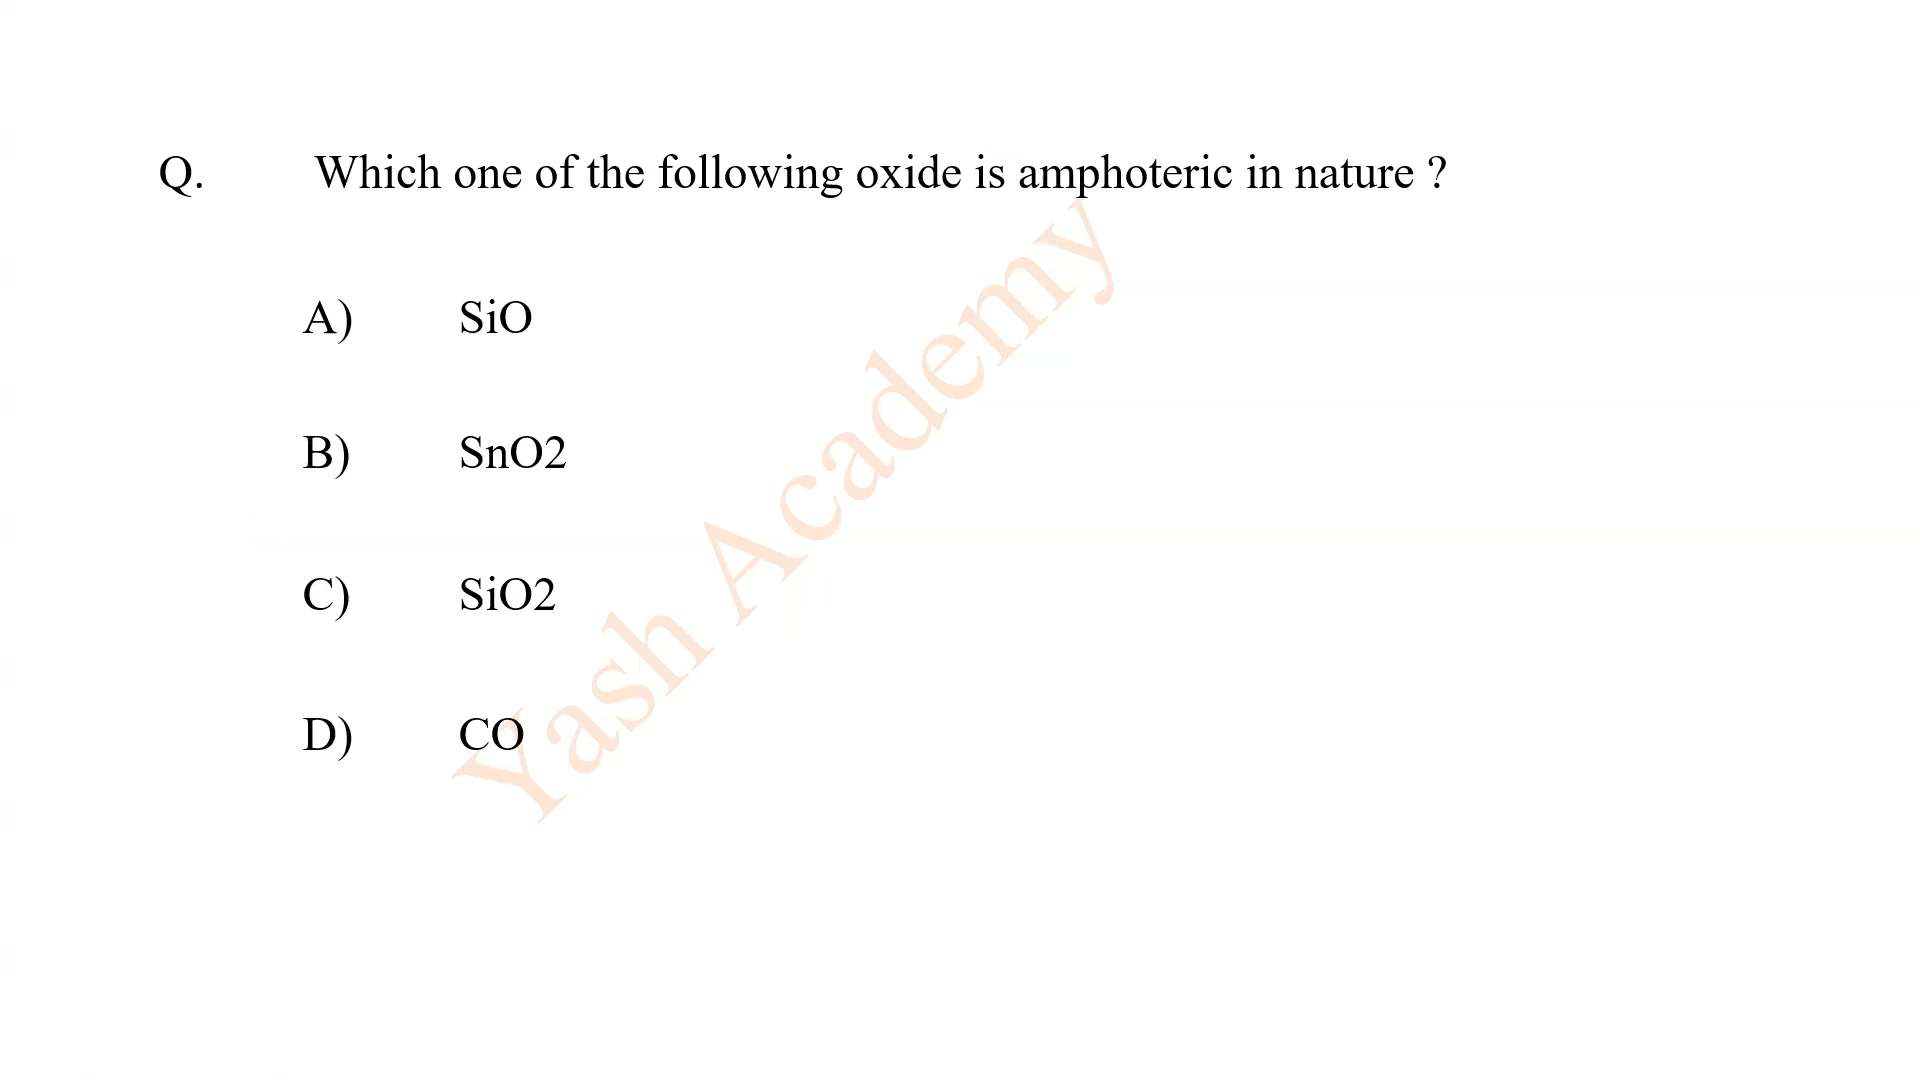 Q. Which one of the following oxide is amphoteric in nature ?
A) SiO
B) SnO2
C) SiO2
D) CO
Yash Academy